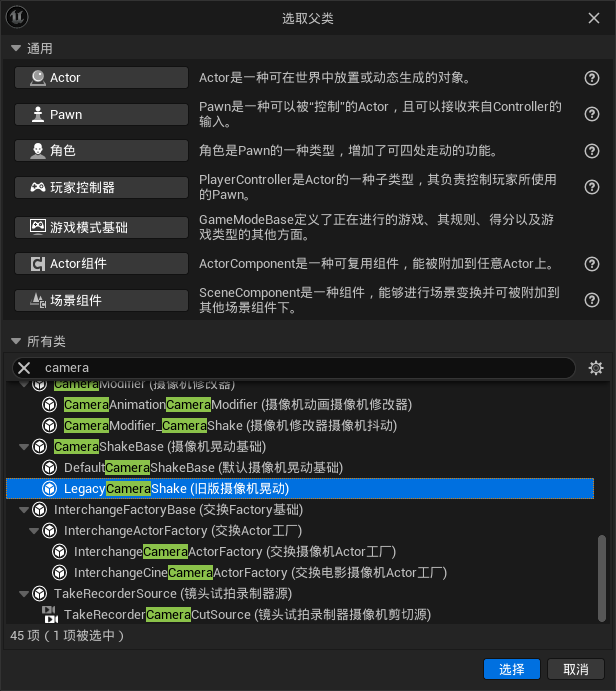 选取父类
通用
Actor
Actor是一种可在世界中放置或动态生成的对象。
Pawn
Pawn是一种可以被“控制”的Actor，且可以接收来自Controller的
输入。
角色
角色是Pawn的一种类型，增加了可四处走动的功能。
玩家控制器
PlayerController是Actor的一种子类型，其负责控制玩家所使用
的Pawn。
游戏模式基础
GameModeBase定义了正在进行的游戏、其规则、得分以及游
戏类型的其他方面。
Actor组件
ActorComponent是一种可复用组件，能被附加到任意Actor上。
场景组件
SceneComponent是一种组件，能够进行场景变换并可被附加到
其他场景组件下。
所有类
camera
CameraModifier (摄像机修改器)
CameraAnimationCameraModifier (摄像机动画摄像机修改器)
CameraModifier_CameraShake (摄像机修改器摄像机抖动)
CameraShakeBase (摄像机晃动基础)
DefaultCameraShakeBase (默认摄像机晃动基础)
LegacyCameraShake (旧版摄像机晃动)
InterchangeFactoryBase (交换Factory基础)
InterchangeActorFactory (交换Actor工厂)
InterchangeCameraActorFactory (交换摄像机Actor工厂)
InterchangeCineCameraActorFactory (交换电影摄像机Actor工厂)
TakeRecorderSource (镜头试拍录制器源)
TakeRecorderCameraCutSource (镜头试拍录制器摄像机剪切源)
45 项（1 项被选中）
选择
取消